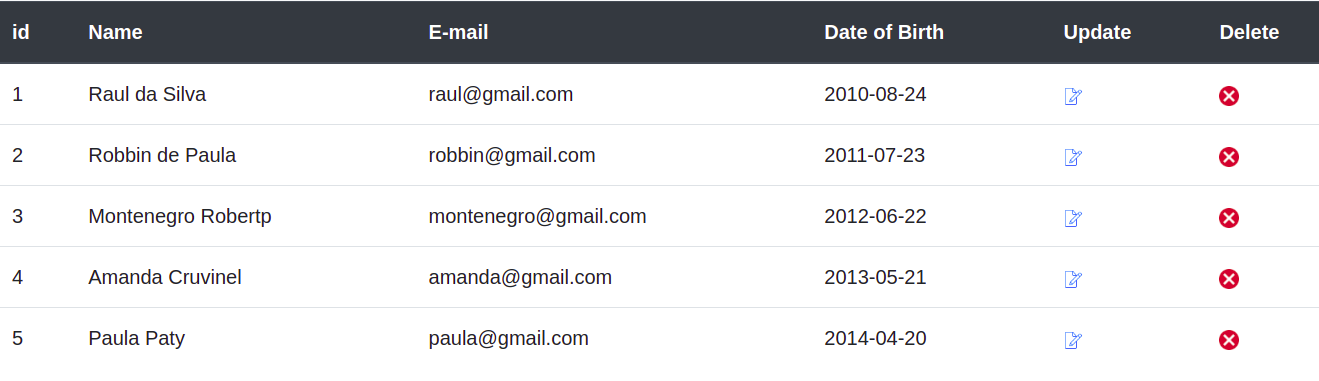 id Name E-mail Date of Birth Update Delete
1 Raul da Silva raul@gmail.com 2010-08-24
2 Robbin de Paula robbin@gmail.com 2011-07-23
3 Montenegro Robertp montenegro@gmail.com 2012-06-22
4 Amanda Cruvinel amanda@gmail.com 2013-05-21
5 Paula Paty paula@gmail.com 2014-04-20